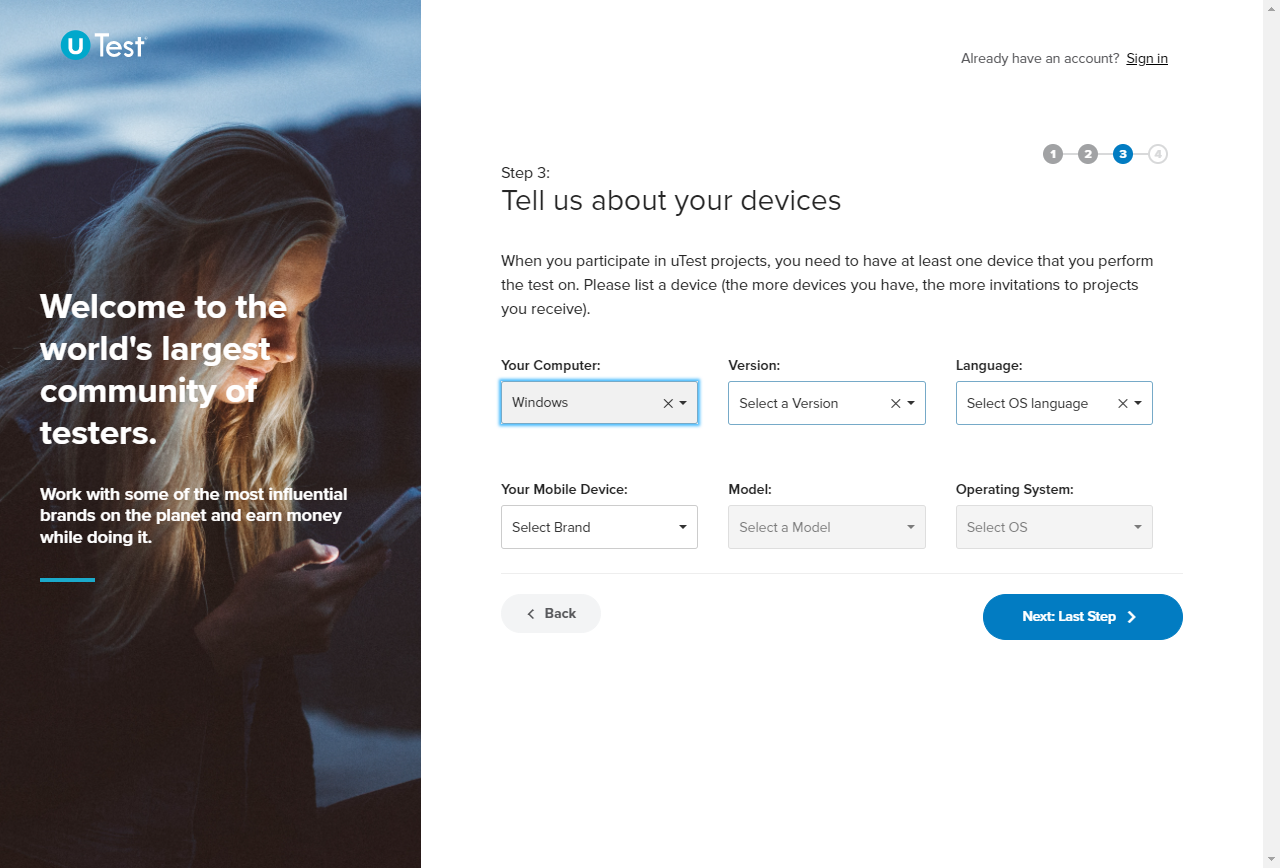 uTest
Already have an account? Sign in
1 2 3 4
Step 3:
Tell us about your devices
When you participate in uTest projects, you need to have at least one device that you perform
the test on. Please list a device (the more devices you have, the more invitations to projects
you receive).
Welcome to the
world's largest
community of
testers.
Work with some of the most influential
brands on the planet and earn money
while doing it.
Your Computer: Version: Language:
Windows Select a Version Select OS language
Your Mobile Device: Model: Operating System:
Select Brand Select a Model Select OS
Back Next: Last Step